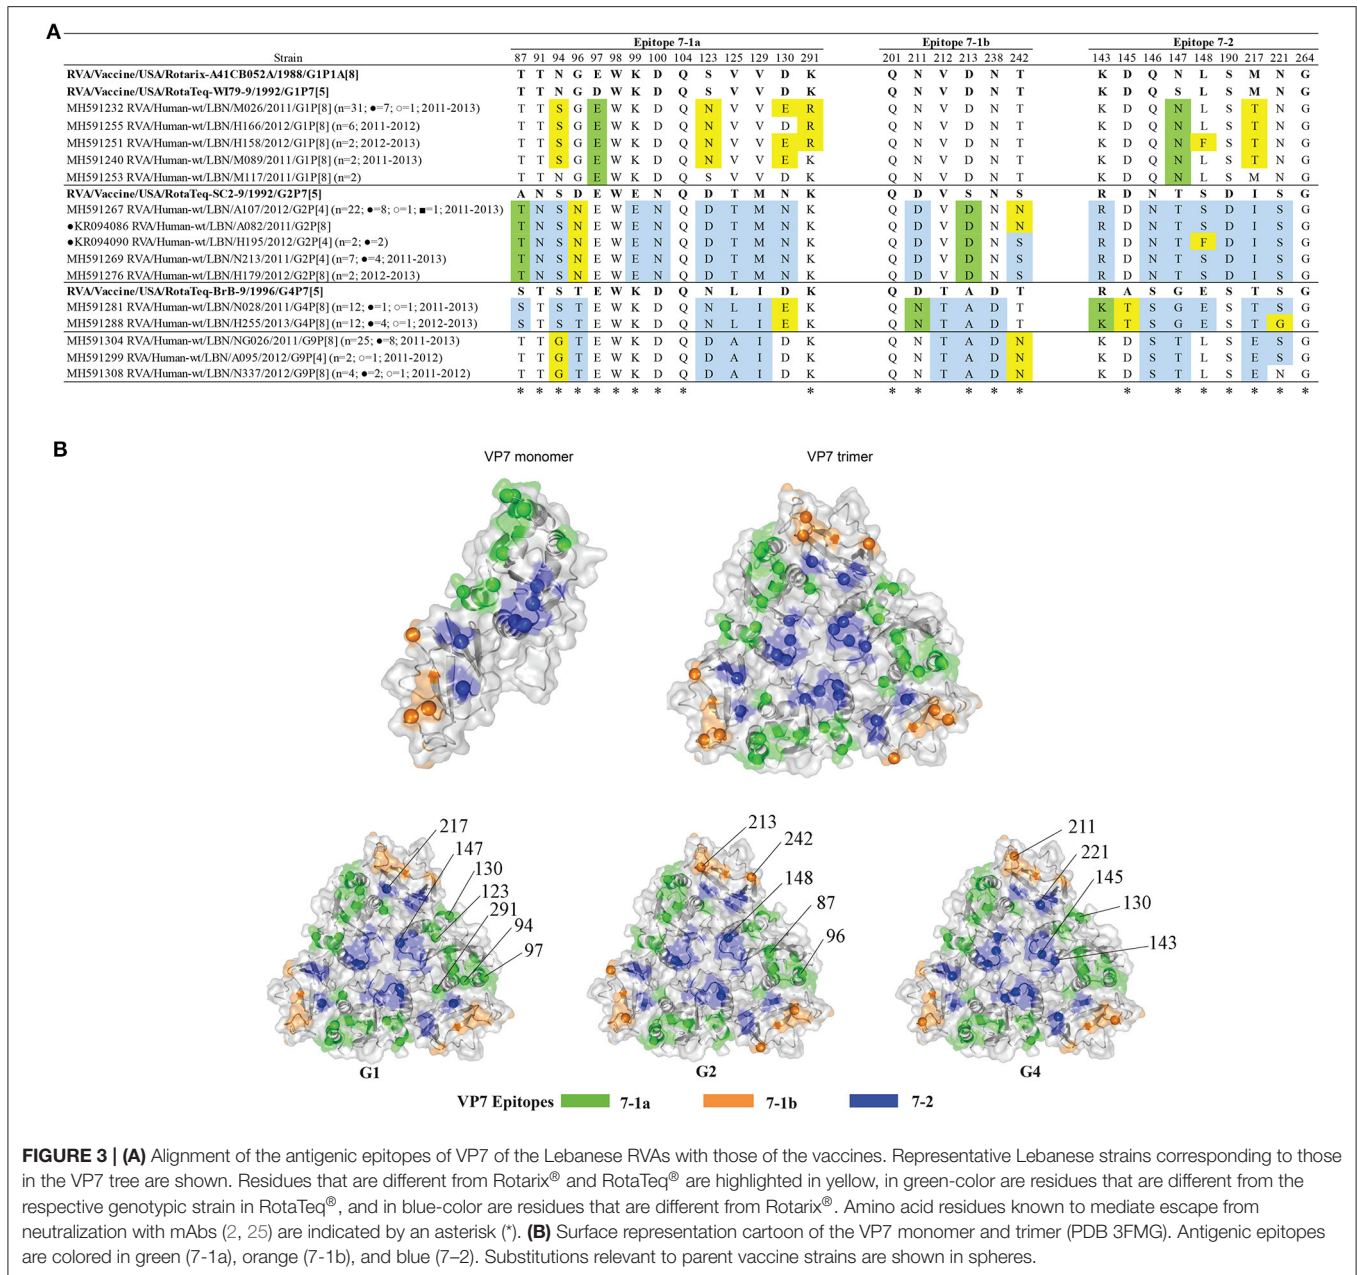 A
Epitope 7-1a Epitope 7-1b Epitope 7-2
Strain 87 91 94 96 97 98 99 100 104 123 125 129 130 291 201 211 212 213 238 242 143 145 146 147 148 190 217 221 264
RVA/Vaccine/USA/Rotarix-A41CB052A/1988/G1P1A[8] T T N G E W K D Q S V V D K Q N V D N T K D Q N L S M N G
RVA/Vaccine/USA/RotaTeq-WI79-9/1992/G1P7[5] T T N G D W K D Q S V V D K Q N V D N T K D Q S L S M N G
MH591232 RVA/Human-wt/LBN/M026/2011/G1P[8] (n=31; ●=7; ○=1; 2011-2013) T T S G E W K D Q N V V E R Q N V D N T K D Q N L S T N G
MH591255 RVA/Human-wt/LBN/H166/2012/G1P[8] (n=6; 2011-2012) T T S G E W K D Q N V V D R Q N V D N T K D Q N L S T N G
MH591251 RVA/Human-wt/LBN/H158/2012/G1P[8] (n=2; 2012-2013) T T S G E W K D Q N V V E R Q N V D N T K D Q N F S T N G
MH591240 RVA/Human-wt/LBN/M089/2011/G1P[8] (n=2; 2011-2013) T T S G E W K D Q N V V E K Q N V D N T K D Q N L S T N G
MH591253 RVA/Human-wt/LBN/M117/2011/G1P[8] (n=2) T T N G E W K D Q S V V D K Q N V D N T K D Q N L S M N G
RVA/Vaccine/USA/RotaTeq-SC2-9/1992/G2P7[5] A N S D E W E N Q D T M N K Q D V S N S R D N T S D I S G
MH591267 RVA/Human-wt/LBN/A107/2012/G2P[4] (n=22; ●=8; ○=1; ■=1; 2011-2013) T N S N E W E N Q D T M N K Q D V D N N R D N T S D I S G
●KR094086 RVA/Human-wt/LBN/A082/2011/G2P[8] T N S N E W E N Q D T M N K Q D V D N N R D N T S D I S G
●KR094090 RVA/Human-wt/LBN/H195/2012/G2P[4] (n=2; ●=2) T N S N E W E N Q D T M N K Q D V D N S R D N T F D I S G
MH591269 RVA/Human-wt/LBN/N213/2011/G2P[4] (n=7; ●=4; 2011-2013) T N S N E W E N Q D T M N K Q D V D N S R D N T S D I S G
MH591276 RVA/Human-wt/LBN/H179/2012/G2P[8] (n=2; 2012-2013) T N S N E W E N Q D T M N K Q D V D N S R D N T S D I S G
RVA/Vaccine/USA/RotaTeq-BrB-9/1996/G4P7[5] S T S T E W K D Q N L I D K Q D T A D T R A S G E S T S G
MH591281 RVA/Human-wt/LBN/N028/2011/G4P[8] (n=12; ●=1; ○=1; 2011-2013) S T S T E W K D Q N L I E K Q N T A D T K T S G E S T S G
MH591288 RVA/Human-wt/LBN/H255/2013/G4P[8] (n=12; ●=4; ○=1; 2012-2013) S T S T E W K D Q N L I E K Q N T A D T K T S G E S T G G
MH591304 RVA/Human-wt/LBN/NG026/2011/G9P[8] (n=25; ●=8; 2011-2013) T T G T E W K D Q D A I D K Q N T A D N K D S T L S E S G
MH591299 RVA/Human-wt/LBN/A095/2012/G9P[4] (n=2; ○=1; 2011-2012) T T G T E W K D Q D A I D K Q N T A D N K D S T L S E S G
MH591308 RVA/Human-wt/LBN/N337/2012/G9P[8] (n=4; ●=2; ○=1; 2011-2012) T T G T E W K D Q D A I D K Q N T A D N K D S T L S E N G
* * * * * * * * * * * * * * * * * * * * *
B
VP7 monomer VP7 trimer
217
147
130
123
291
94
97
G1
213
242
148
87
96
G2
211
221
145
130
143
G4
VP7 Epitopes 7-1a 7-1b 7-2
FIGURE 3 | (A) Alignment of the antigenic epitopes of VP7 of the Lebanese RVAs with those of the vaccines. Representative Lebanese strains corresponding to those
in the VP7 tree are shown. Residues that are different from Rotarix® and RotaTeq® are highlighted in yellow, in green-color are residues that are different from the
respective genotypic strain in RotaTeq®, and in blue-color are residues that are different from Rotarix®. Amino acid residues known to mediate escape from
neutralization with mAbs (2, 25) are indicated by an asterisk (*). (B) Surface representation cartoon of the VP7 monomer and trimer (PDB 3FMG). Antigenic epitopes
are colored in green (7-1a), orange (7-1b), and blue (7–2). Substitutions relevant to parent vaccine strains are shown in spheres.